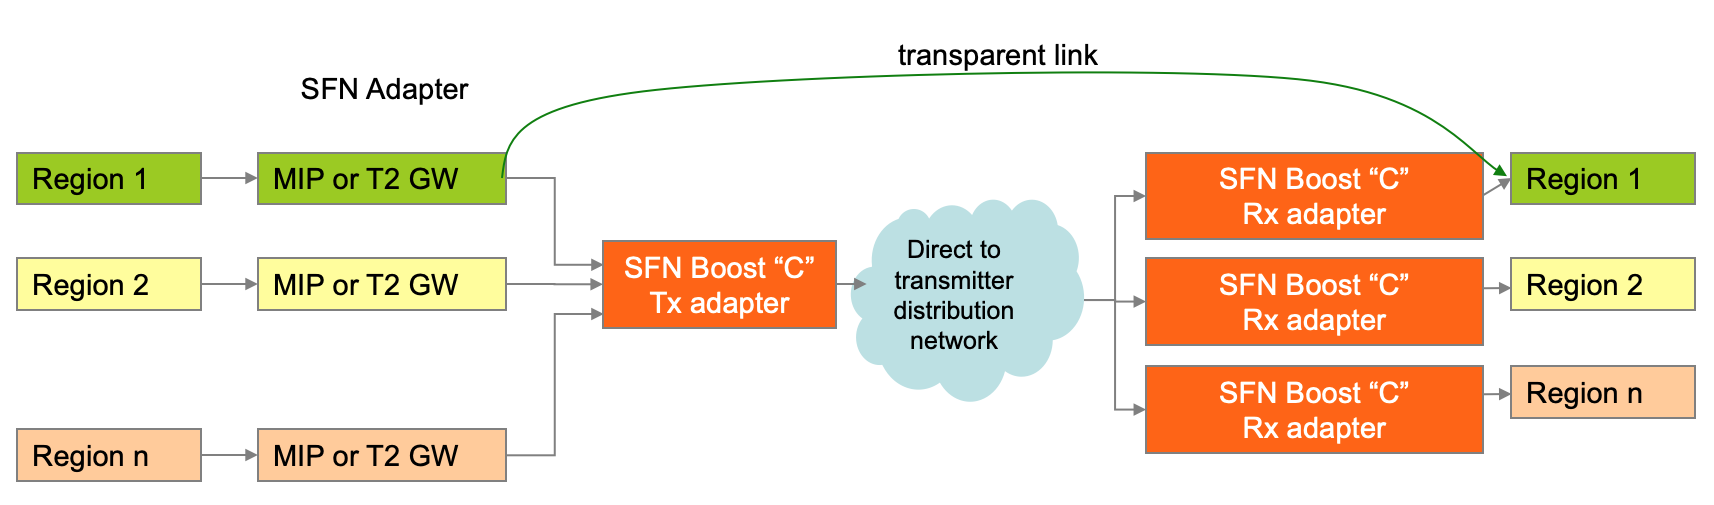 transparent link
SFN Adapter
Region 1
MIP or T2 GW
SFN Boost “C”
Rx adapter
Region 1
Region 2
MIP or T2 GW
SFN Boost “C”
Tx adapter
Direct to
transmitter
distribution
network
SFN Boost “C”
Rx adapter
Region 2
SFN Boost “C”
Rx adapter
Region n
Region n
MIP or T2 GW